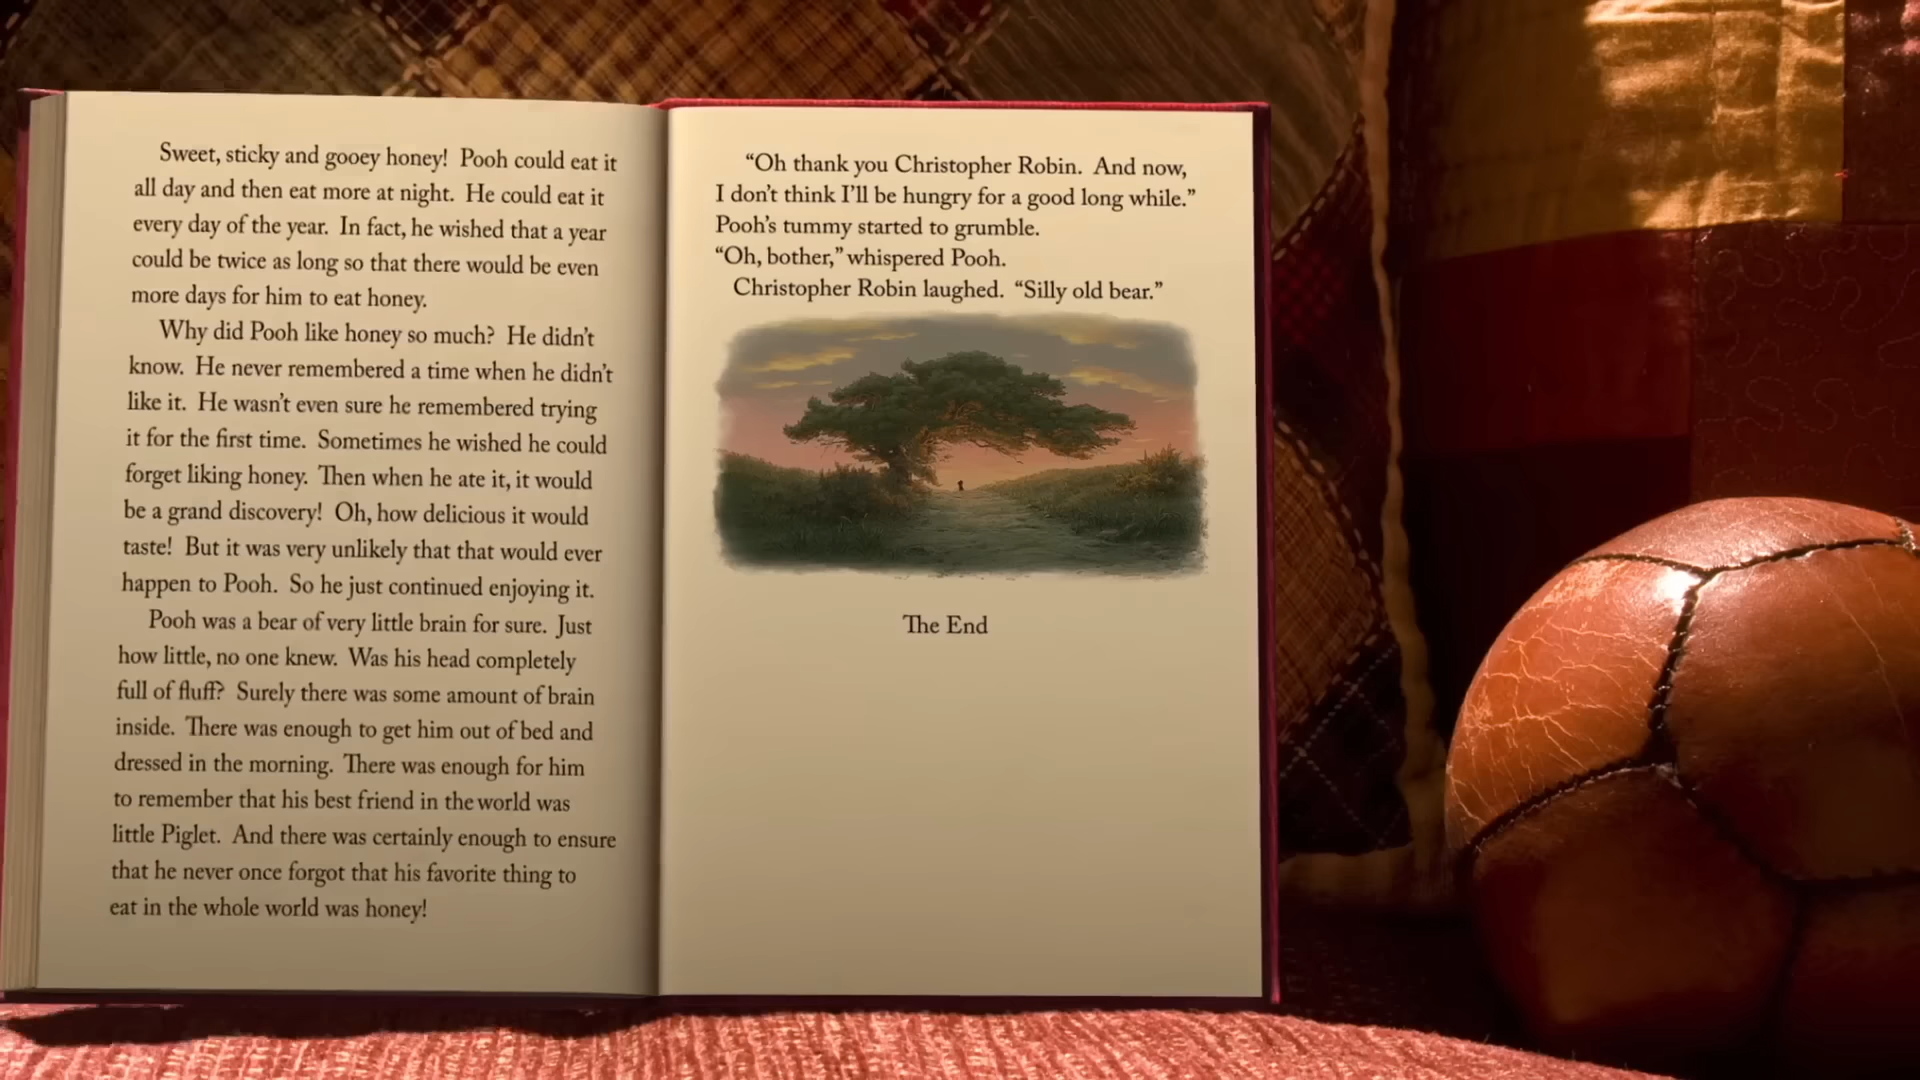 Sweet, sticky and gooey honey! Pooh could eat it
all day and then eat more at night. He could eat it
every day of the year. In fact, he wished that a year
could be twice as long so that there would be even
more days for him to eat honey.
Why did Pooh like honey so much? He didn't
know. He never remembered a time when he didn't
like it. He wasn't even sure he remembered trying
it for the first time. Sometimes he wished he could
forget liking honey. Then when he ate it, it would
be a grand discovery! Oh, how delicious it would
taste! But it was very unlikely that that would ever
happen to Pooh. So he just continued enjoying it.
Pooh was a bear of very little brain for sure. Just
how little, no one knew. Was his head completely
full of fluff? Surely there was some amount of brain
inside. There was enough to get him out of bed and
dressed in the morning. There was enough for him
to remember that his best friend in the world was
little Piglet. And there was certainly enough to ensure
that he never once forgot that his favorite thing to
eat in the whole world was honey!
“Oh thank you Christopher Robin. And now,
I don't think I'll be hungry for a good long while.”
Pooh's tummy started to grumble.
“Oh, bother,” whispered Pooh.
Christopher Robin laughed. “Silly old bear.”
The End